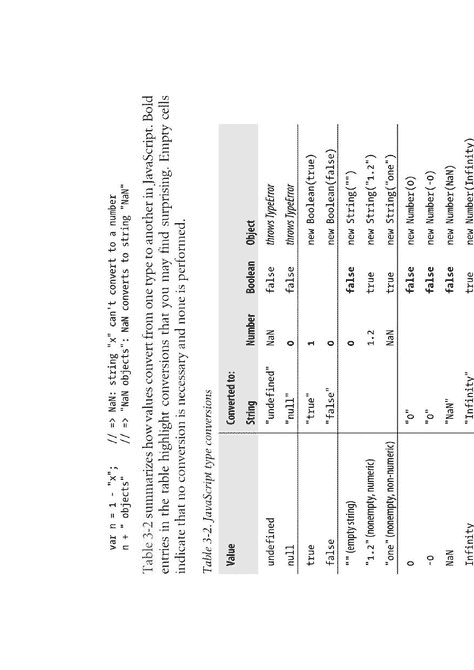 var n = 1 - "x"; // => NaN: string "x" can't convert to a number
n + " objects" // => "NaN objects": NaN converts to string "NaN"
Table 3-2 summarizes how values convert from one type to another in JavaScript. Bold
entries in the table highlight conversions that you may find surprising. Empty cells
indicate that no conversion is necessary and none is performed.
Table 3-2. JavaScript type conversions
Value Converted to:
String Number Boolean Object
undefined "undefined" NaN false throws TypeError
null "null" 0 false throws TypeError
true "true" 1 new Boolean(true)
false "false" 0 new Boolean(false)
"" (empty string) 0 false new String("")
"1.2" (nonempty, numeric) 1.2 true new String("1.2")
"one" (nonempty, non-numeric) NaN true new String("one")
0 "0" false new Number(0)
-0 "0" false new Number(-0)
NaN "NaN" false new Number(NaN)
Infinity "Infinity" true new Number(Infinity)